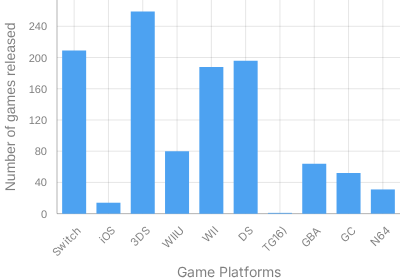 Number of games released
240
200
160
120
80
40
0
Switch
iOS
3DS
WIIU
WII
DS
TG16)
GBA
GC
N64
Game Platforms